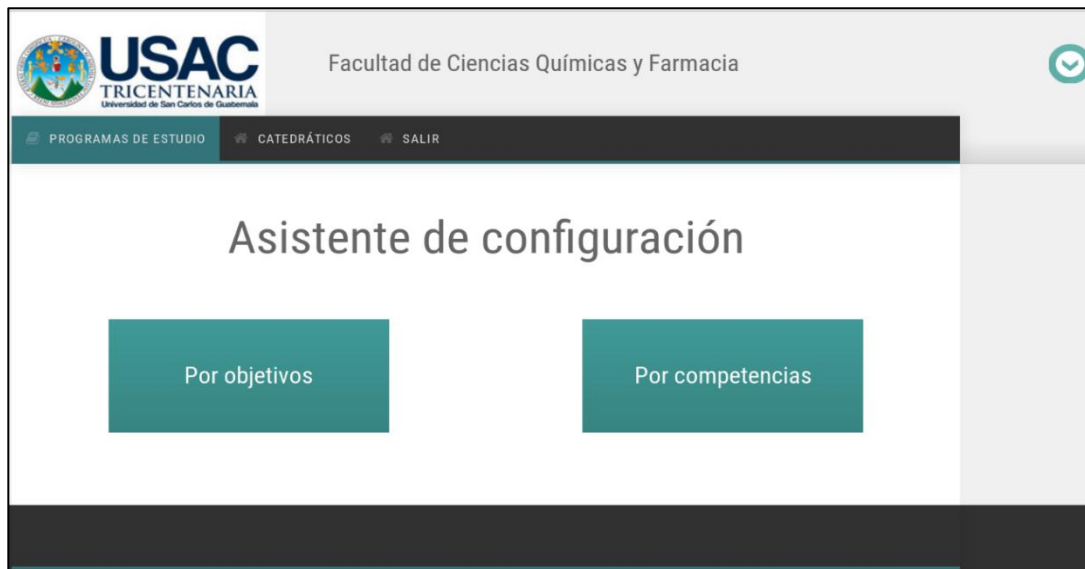 USAC
TRICENTENARIA
Universidad de San Carlos de Guatemala
Facultad de Ciencias Químicas y Farmacia
PROGRAMAS DE ESTUDIO CATEDRÁTICOS SALIR
Asistente de configuración
Por objetivos Por competencias